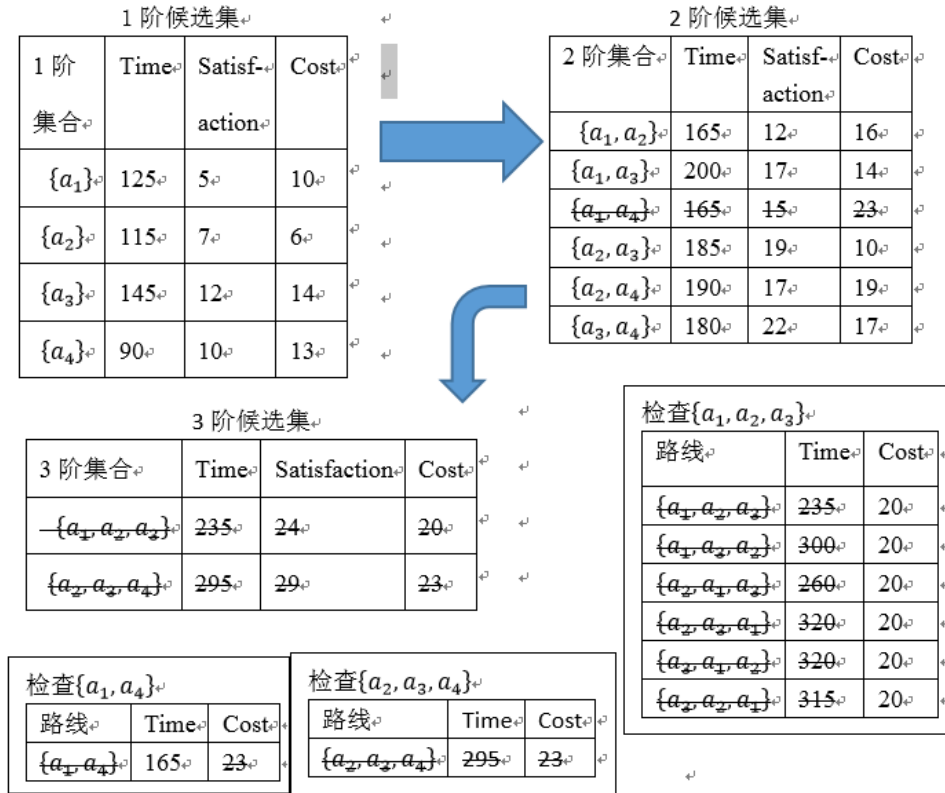 1 阶候选集
1 阶 Time Satisf- Cost
集合 action
{a₁} 125 5 10
{a₂} 115 7 6
{a₃} 145 12 14
{a₄} 90 10 13
2 阶候选集
2 阶集合 Time Satisf- Cost
action
{a₁, a₂} 165 12 16
{a₁, a₃} 200 17 14
{a₁, a₄} 165 15 23
{a₂, a₃} 185 19 10
{a₂, a₄} 190 17 19
{a₃, a₄} 180 22 17
3 阶候选集
3 阶集合 Time Satisfaction Cost
{a₁, a₂, a₃} 235 24 20
{a₂, a₃, a₄} 295 29 23
检查{a₁, a₂, a₃}
路线 Time Cost
{a₁, a₂, a₃} 235 20
{a₁, a₃, a₂} 300 20
{a₂, a₁, a₃} 260 20
{a₂, a₃, a₁} 320 20
{a₃, a₁, a₂} 320 20
{a₃, a₂, a₁} 315 20
检查{a₁, a₄}
路线 Time Cost
{a₁, a₄} 165 23
检查{a₂, a₃, a₄}
路线 Time Cost
{a₂, a₃, a₄} 295 23